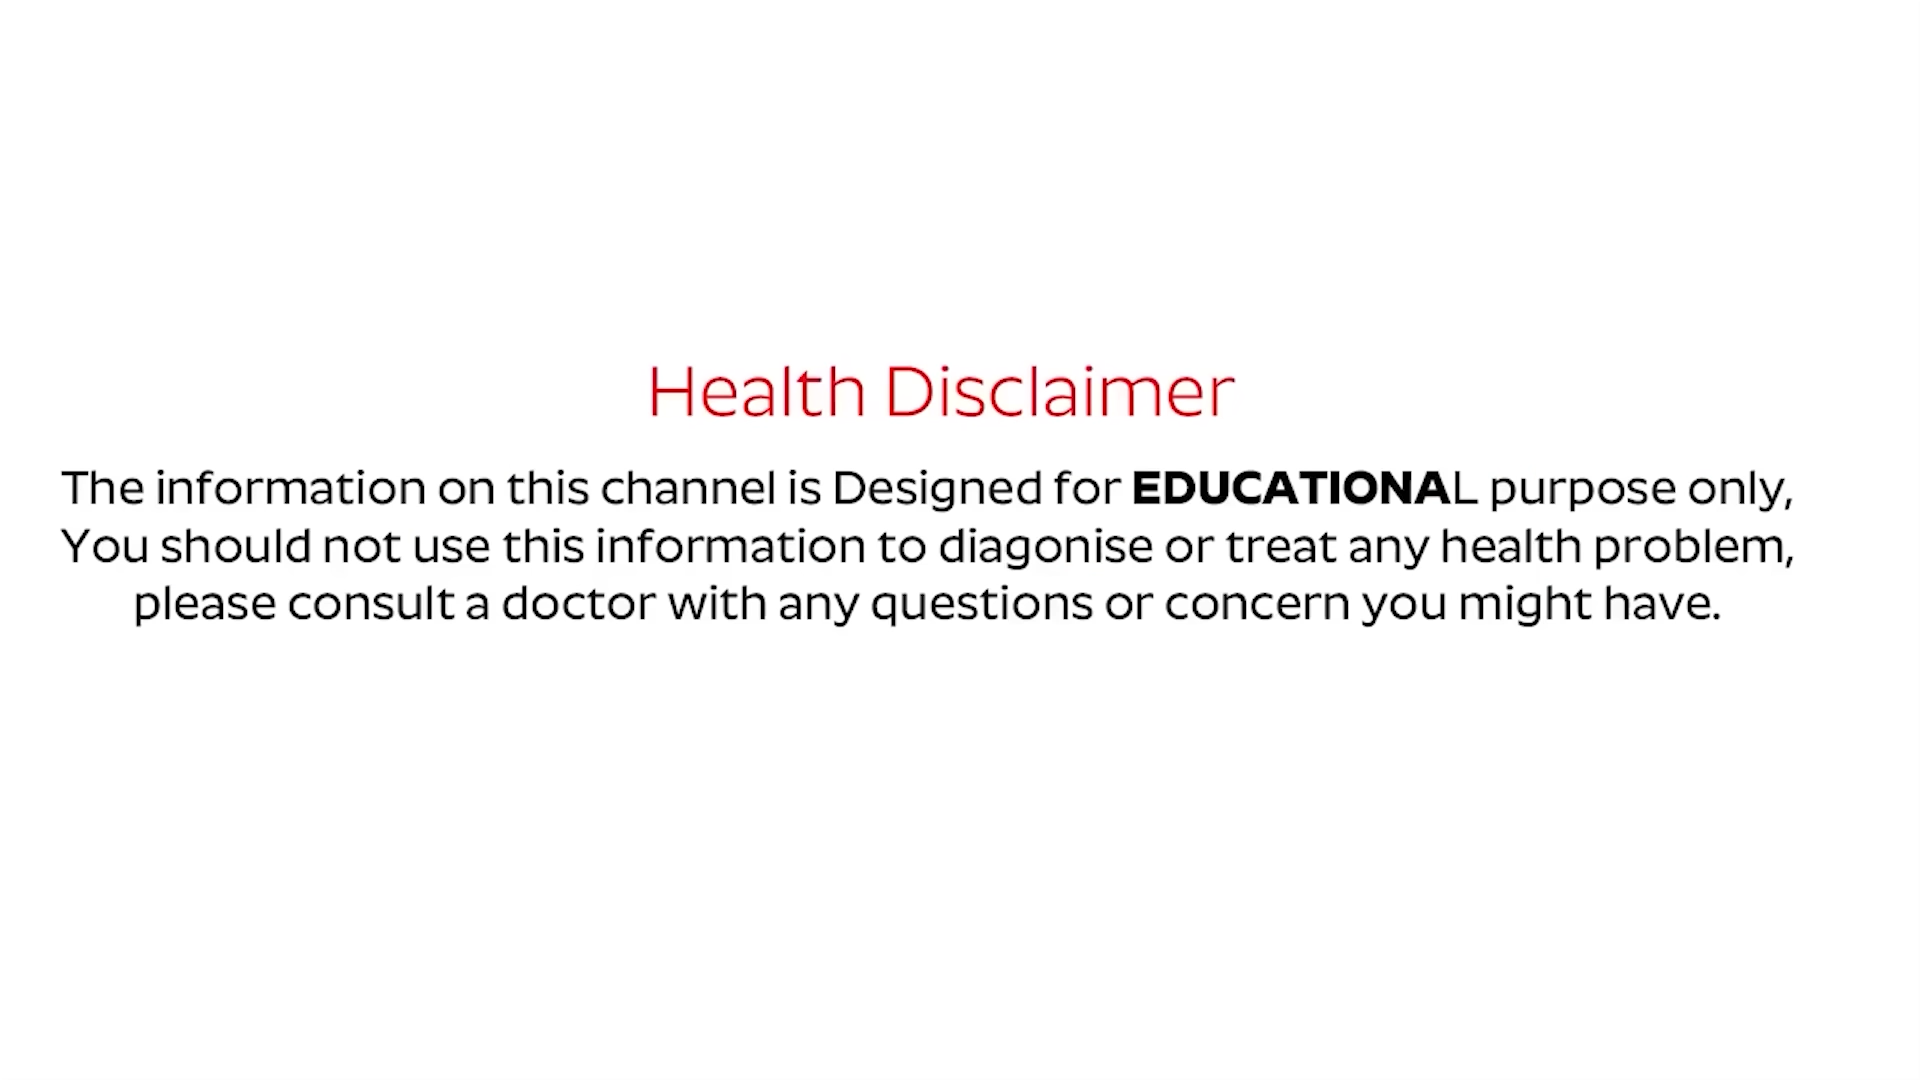 Health Disclaimer
The information on this channel is Designed for EDUCATIONAL purpose only,
You should not use this information to diagonise or treat any health problem,
please consult a doctor with any questions or concern you might have.